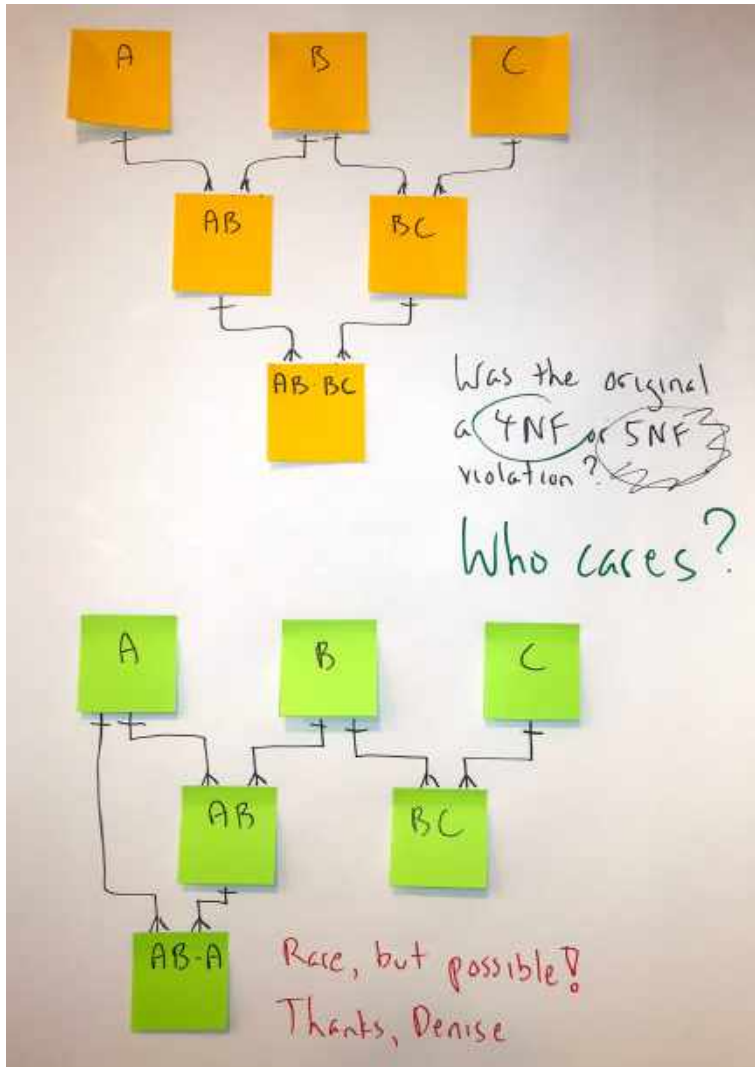 A B C
AB BC
AB-BC
Was the original
a 4NF or 5NF
violation?
Who cares?
A B C
AB BC
AB-A
Rare, but possible!
Thanks, Denise